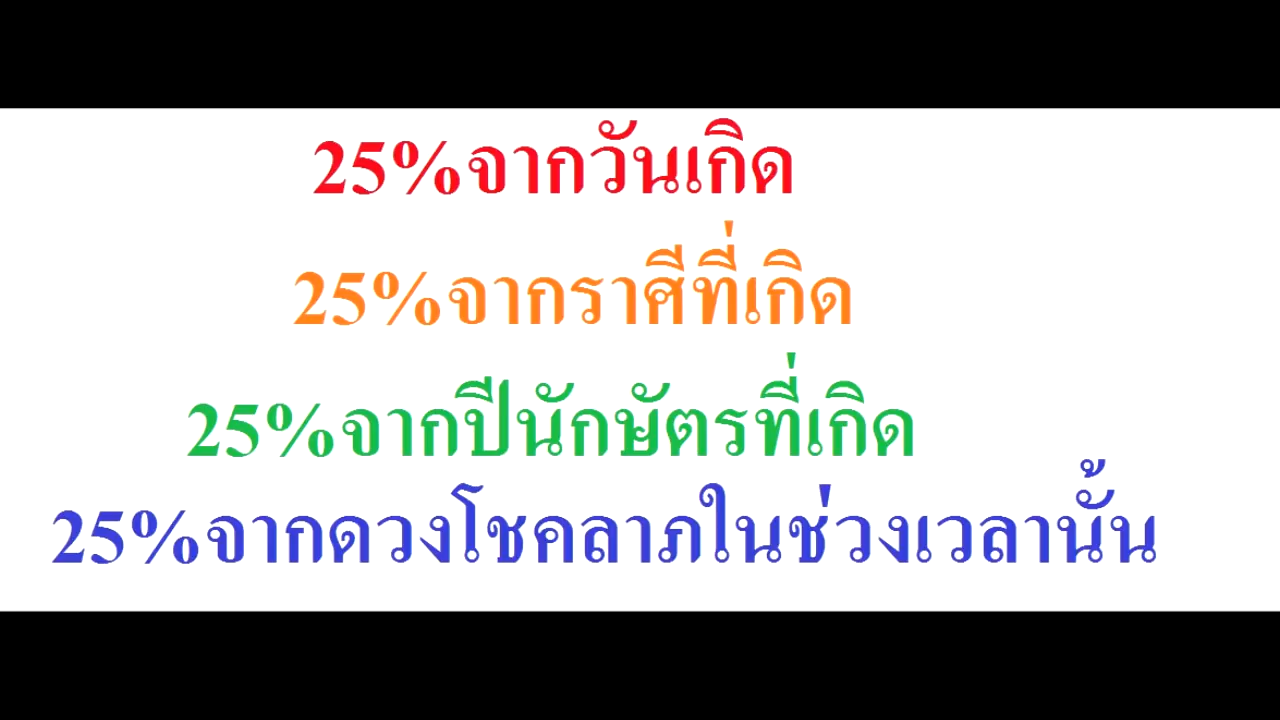 25%จากวันเกิด
25%จากราศีที่เกิด
25%จากปีนักษัตรที่เกิด
25%จากดวงโชคลาภในช่วงเวลานั้น